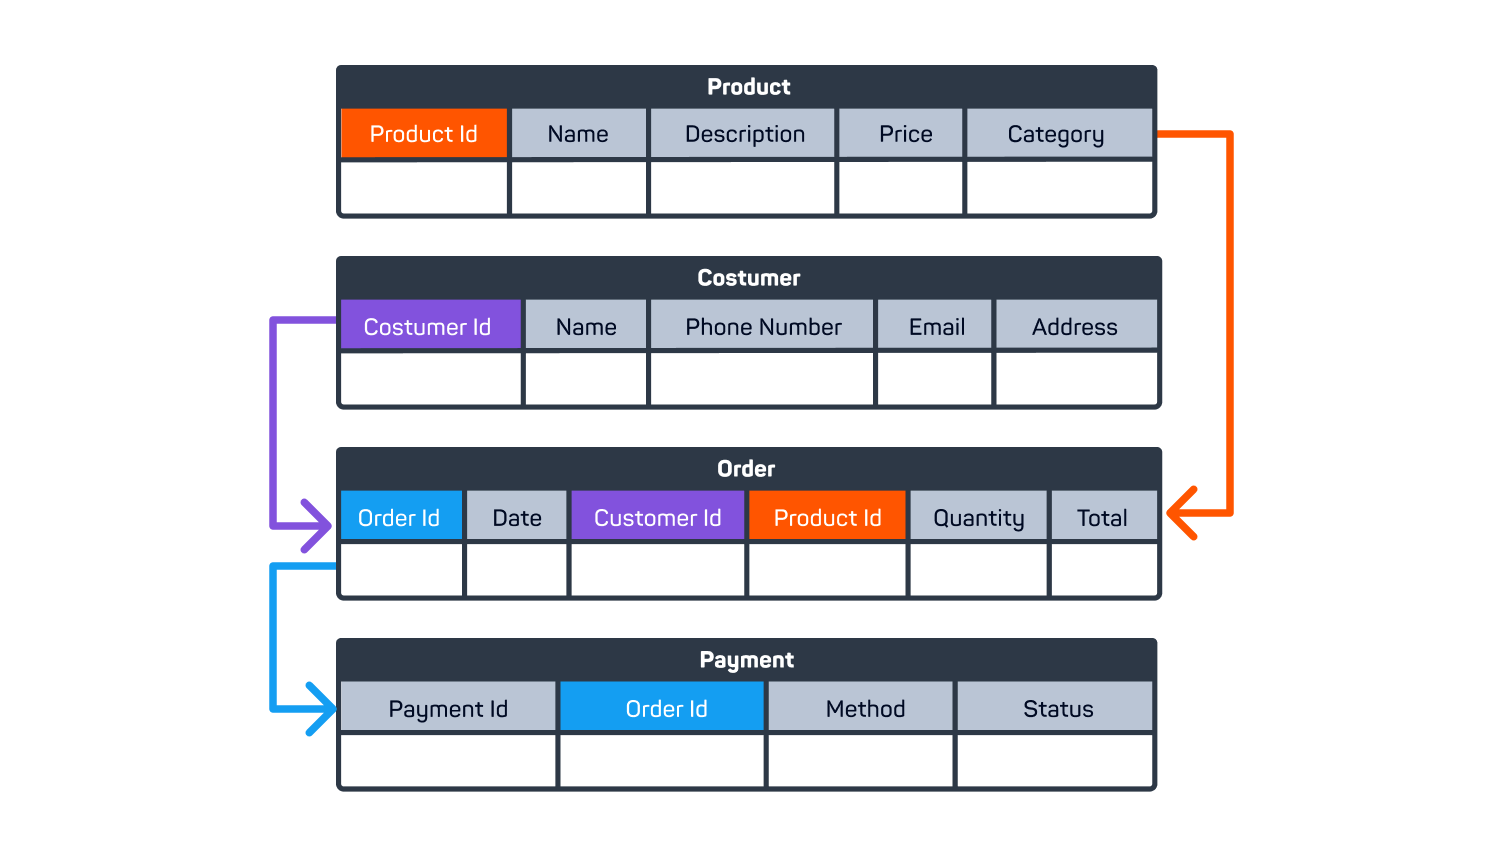 Product
Product Id Name Description Price Category
Costumer
Costumer Id Name Phone Number Email Address
Order
Order Id Date Customer Id Product Id Quantity Total
Payment
Payment Id Order Id Method Status